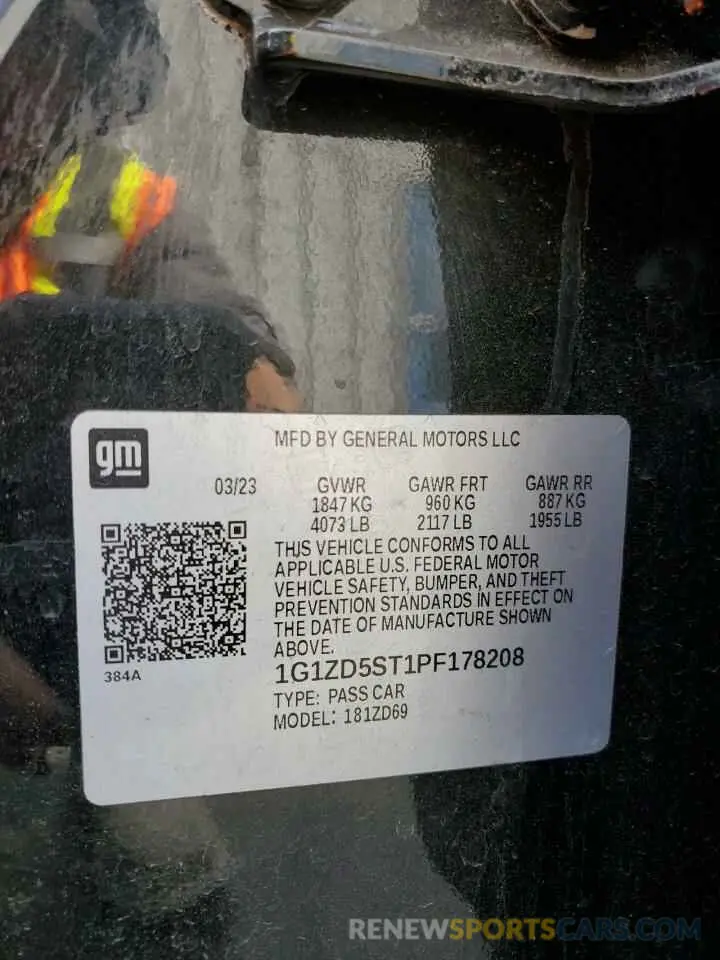 gm
MFD BY GENERAL MOTORS LLC
03/23 GVWR GAWR FRT GAWR RR
1847 KG 960 KG 887 KG
4073 LB 2117 LB 1955 LB
THIS VEHICLE CONFORMS TO ALL
APPLICABLE U.S. FEDERAL MOTOR
VEHICLE SAFETY, BUMPER, AND THEFT
PREVENTION STANDARDS IN EFFECT ON
THE DATE OF MANUFACTURE SHOWN
ABOVE.
384A
1G1ZD5ST1PF178208
TYPE: PASS CAR
MODEL: 181ZD69
RENEWSPORTSCARS.COM